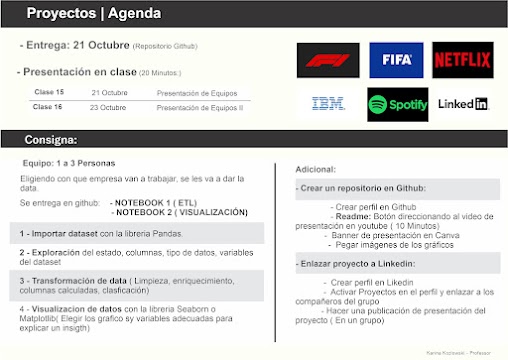 Proyectos | Agenda
- Entrega: 21 Octubre (Repositorio Github)
- Presentación en clase (20 Minutos:)
Clase 15 21 Octubre Presentación de Equipos
Clase 16 23 Octubre Presentación de Equipos II
F1
FIFA
NETFLIX
IBM
Spotify
Linked in
Consigna:
Equipo: 1 a 3 Personas
Eligiendo con que empresa van a trabajar, se les va a dar la
data.
Se entrega en github: - NOTEBOOK 1 ( ETL)
- NOTEBOOK 2 ( VISUALIZACIÓN)
1 - Importar dataset con la libreria Pandas.
2 - Exploración del estado, columnas, tipo de datos, variables
del dataset
3 - Transformación de data ( Limpieza, enriquecimiento,
columnas calculadas, clasficación)
4 - Visualizacion de datos con la libreria Seaborn o
Matplotlib( Elegir los grafico sy variables adecuadas para
explicar un insigth)
Adicional:
- Crear un repositorio en Github:
- Crear perfil en Github
- Readme: Botón direccionando al video de
presentación en youtube ( 10 Minutos)
- Banner de presentación en Canva
- Pegar imágenes de los gráficos
- Enlazar proyecto a Linkedin:
- Crear perfil en Likedin
- Activar Proyectos en el perfil y enlazar a los
compañeros del grupo
- Hacer una publicación de presentación del
proyecto ( En un grupo)
Karina Kozlowski - Profesor